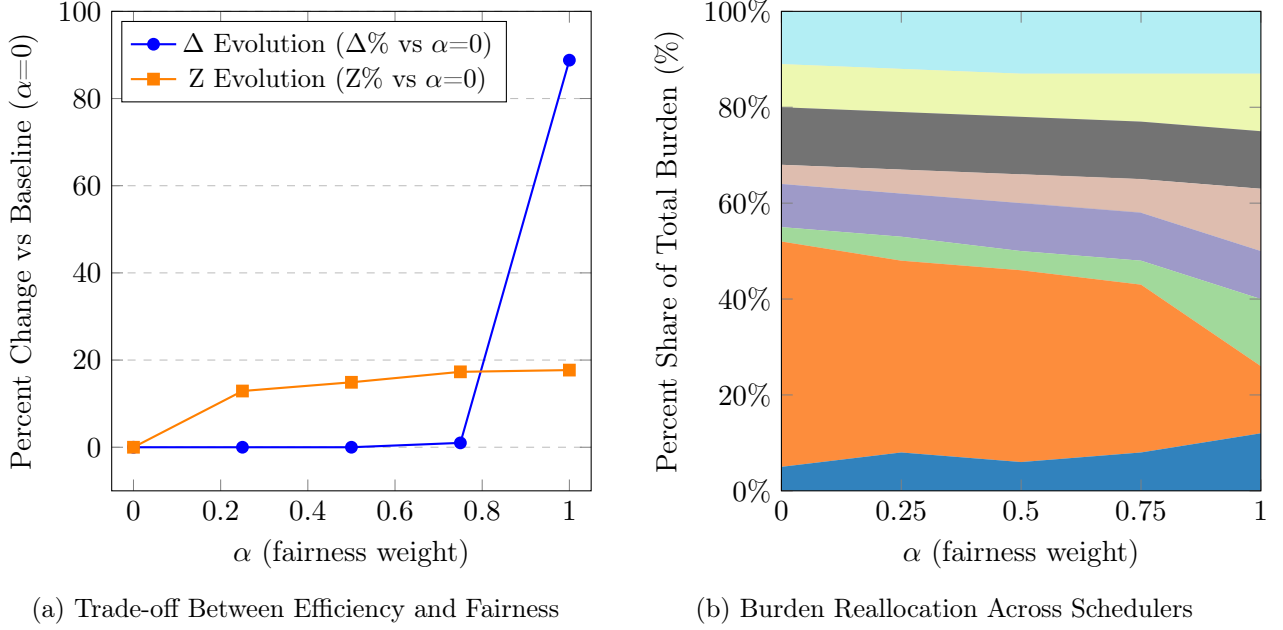 Percent Change vs Baseline (α=0)
100
80
60
40
20
0
Δ Evolution (Δ% vs α=0)
Z Evolution (Z% vs α=0)
0 0.2 0.4 0.6 0.8 1
α (fairness weight)
(a) Trade-off Between Efficiency and Fairness
Percent Share of Total Burden (%)
100%
80%
60%
40%
20%
0%
0 0.25 0.5 0.75 1
α (fairness weight)
(b) Burden Reallocation Across Schedulers